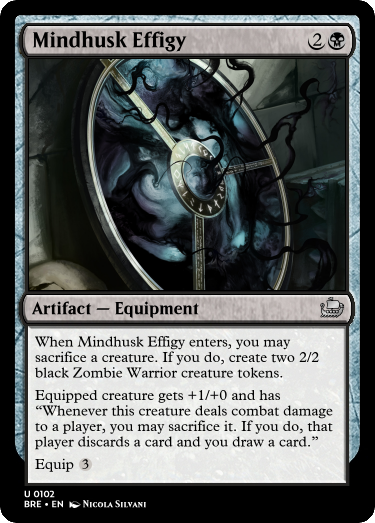 Mindhusk Effigy 2
Artifact — Equipment
When Mindhusk Effigy enters, you may
sacrifice a creature. If you do, create two 2/2
black Zombie Warrior creature tokens.
Equipped creature gets +1/+0 and has
“Whenever this creature deals combat damage
to a player, you may sacrifice it. If you do, that
player discards a card and you draw a card.”
Equip 3
U 0102
BRE • EN Nicola Silvani